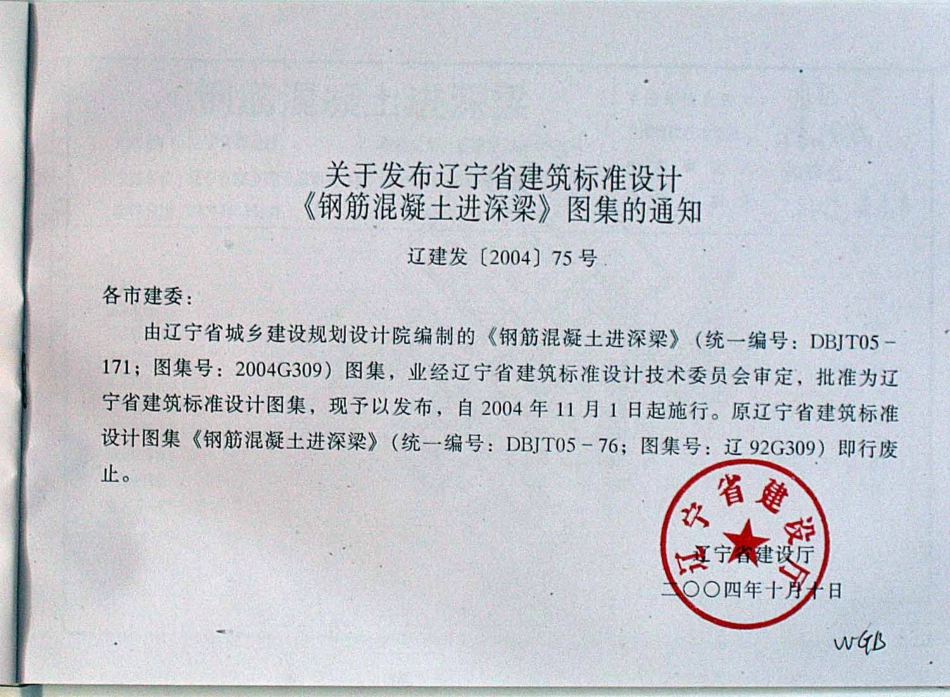 关于发布辽宁省建筑标准设计
《钢筋混凝土进深梁》图集的通知
辽建发〔2004〕75号
各市建委：
由辽宁省城乡建设规划设计院编制的《钢筋混凝土进深梁》（统一编号：DBJT05-
171；图集号：2004G309）图集，业经辽宁省建筑标准设计技术委员会审定，批准为辽
宁省建筑标准设计图集，现予以发布，自2004年11月1日起施行。原辽宁省建筑标准
设计图集《钢筋混凝土进深梁》（统一编号：DBJT05-76；图集号：辽92G309）即行废
止。
辽宁省建设厅
辽宁省建设厅
二〇〇四年十月十日
WGB